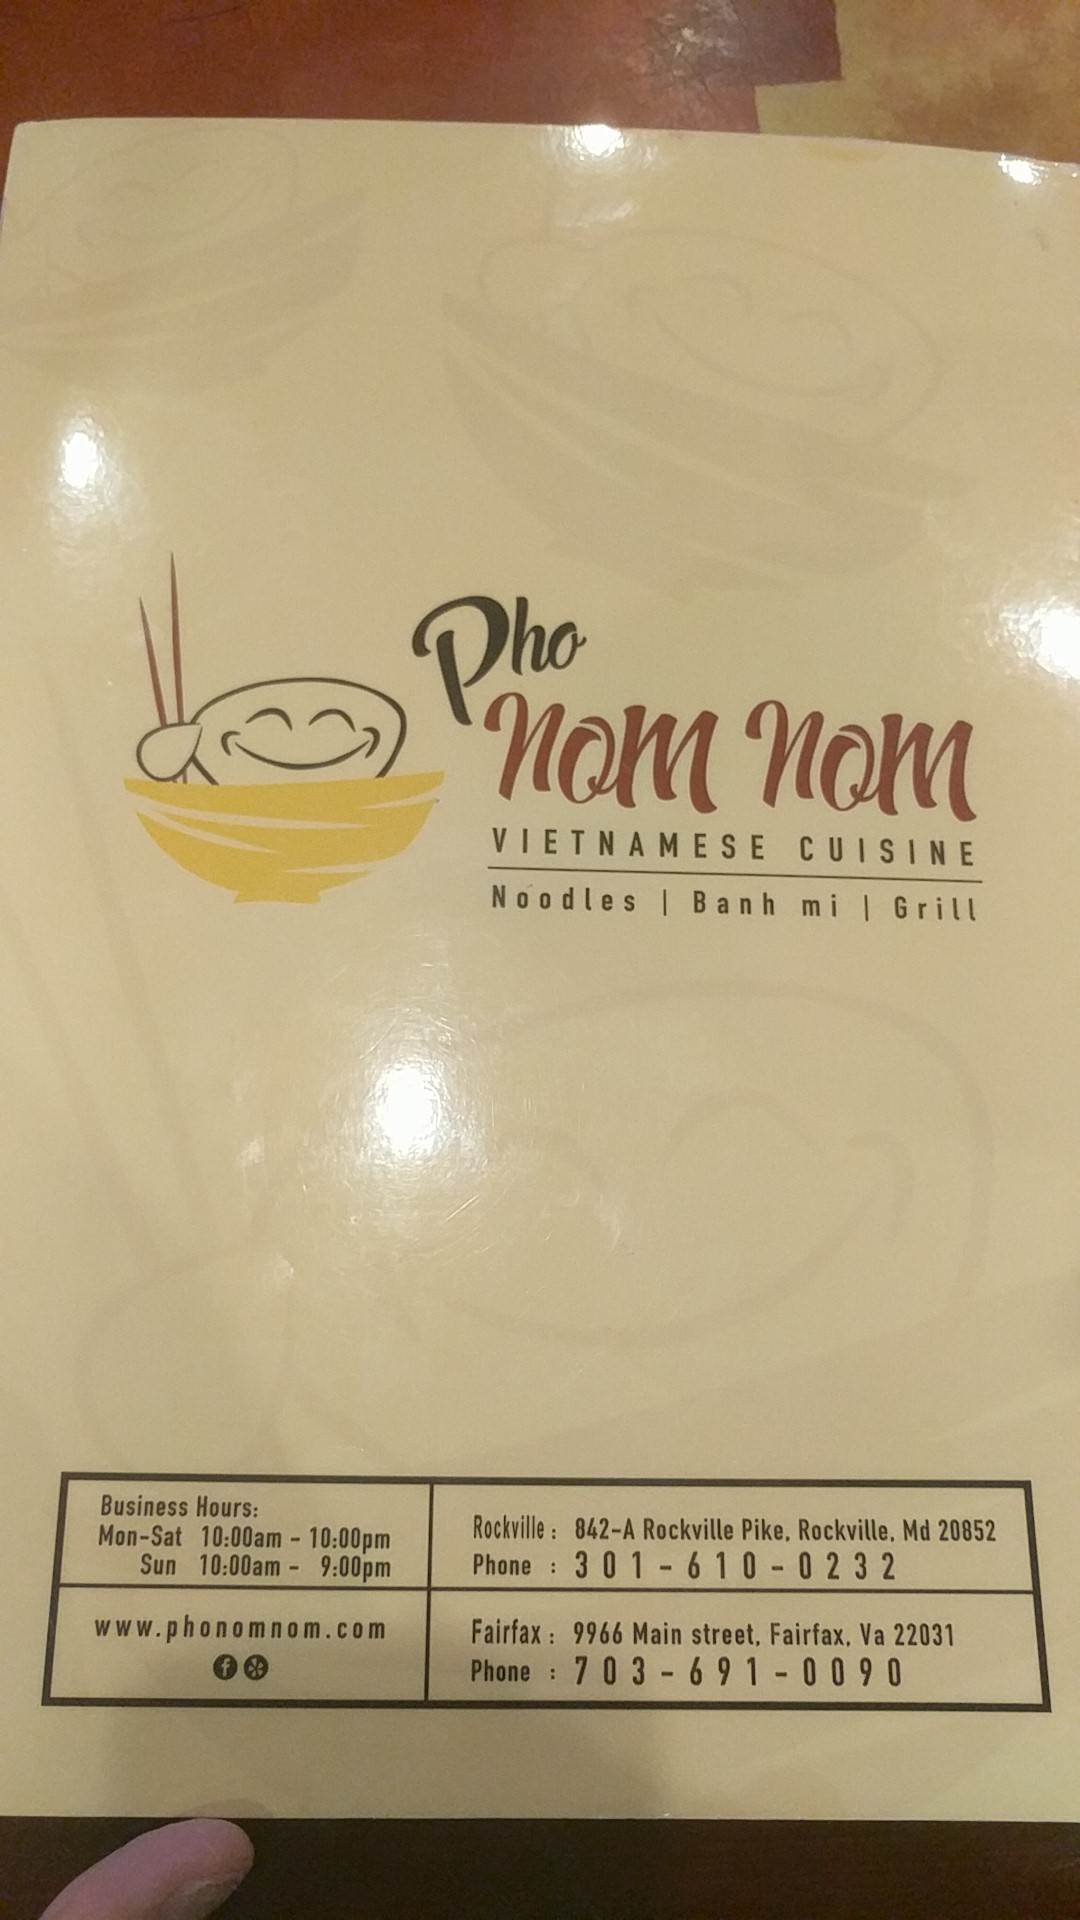 Pho
Nom Nom
VIETNAMESE CUISINE
Noodles | Banh mi | Grill
Business Hours:
Mon-Sat 10:00am - 10:00pm
Sun 10:00am - 9:00pm
www.phonomnom.com
Rockville : 842-A Rockville Pike, Rockville, Md 20852
Phone : 301-610-0232
Fairfax : 9966 Main street, Fairfax, Va 22031
Phone : 703-691-0090